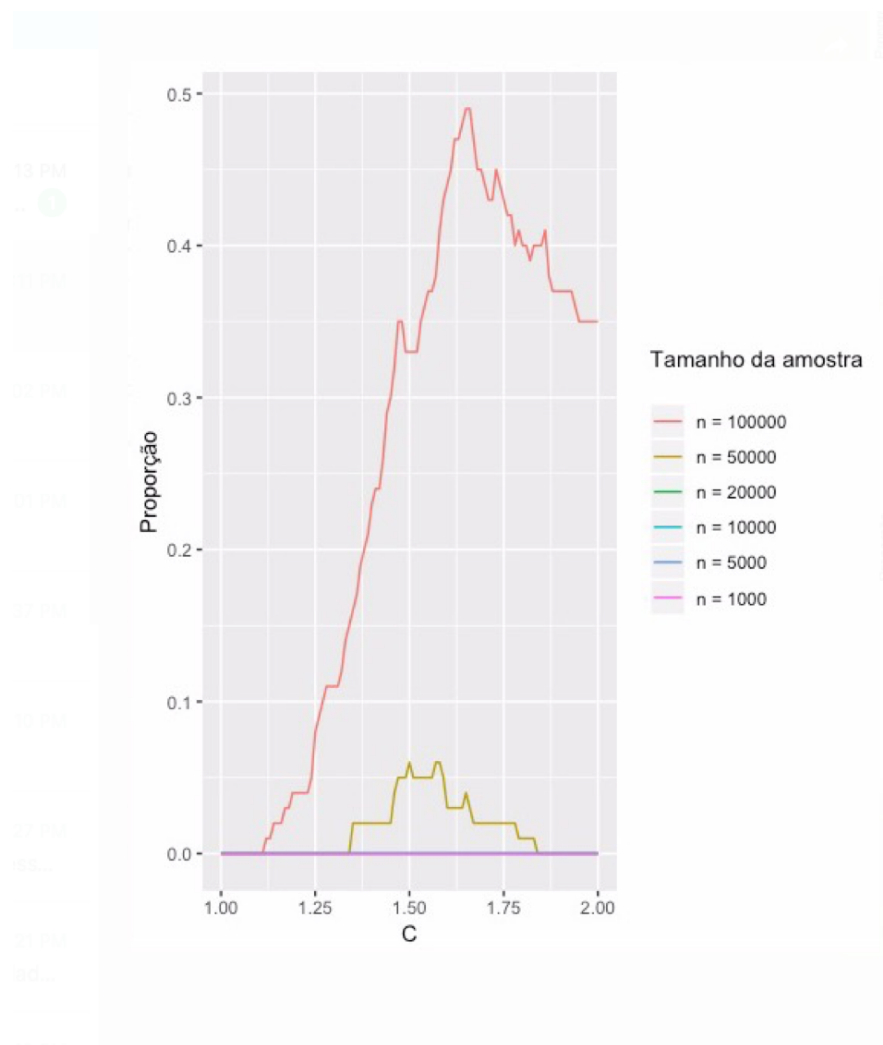 0.5
0.4
0.3
0.2
0.1
0.0
Proporção
1.00 1.25 1.50 1.75 2.00
C
Tamanho da amostra
n = 100000
n = 50000
n = 20000
n = 10000
n = 5000
n = 1000